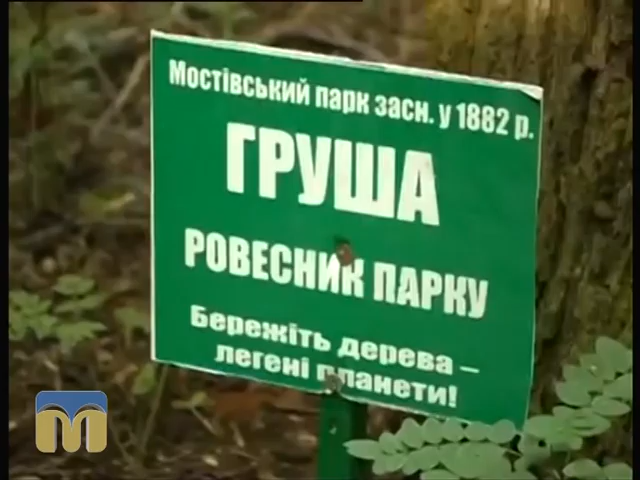 Мостівський парк засн. у 1882 р.
ГРУША
РОВЕСНИК ПАРКУ
Бережіть дерева –
легені планети!